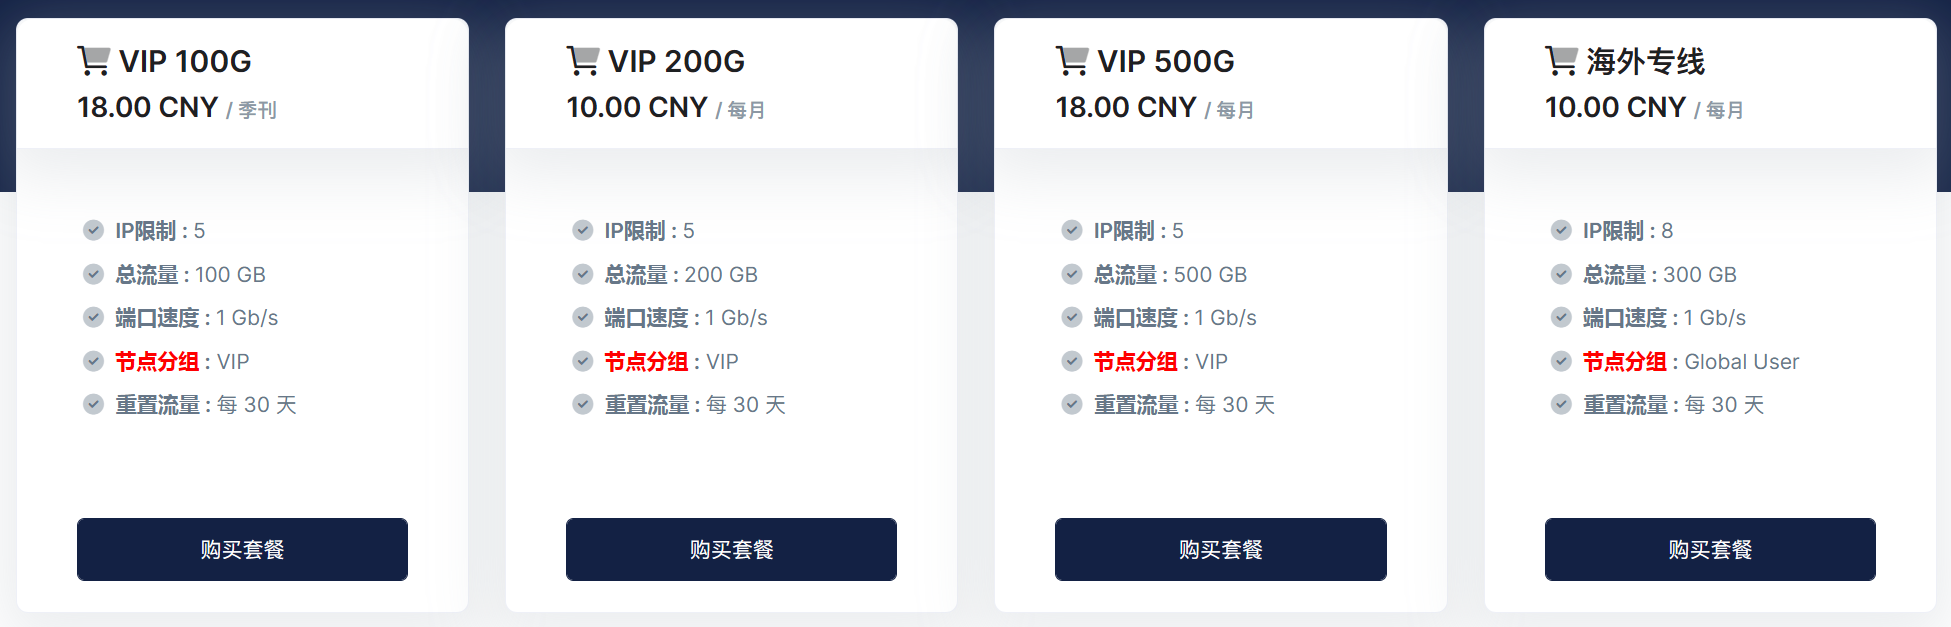 VIP 100G
18.00 CNY / 季刊
IP限制 : 5
总流量 : 100 GB
端口速度 : 1 Gb/s
节点分组 : VIP
重置流量 : 每 30 天
购买套餐
VIP 200G
10.00 CNY / 每月
IP限制 : 5
总流量 : 200 GB
端口速度 : 1 Gb/s
节点分组 : VIP
重置流量 : 每 30 天
购买套餐
VIP 500G
18.00 CNY / 每月
IP限制 : 5
总流量 : 500 GB
端口速度 : 1 Gb/s
节点分组 : VIP
重置流量 : 每 30 天
购买套餐
海外专线
10.00 CNY / 每月
IP限制 : 8
总流量 : 300 GB
端口速度 : 1 Gb/s
节点分组 : Global User
重置流量 : 每 30 天
购买套餐